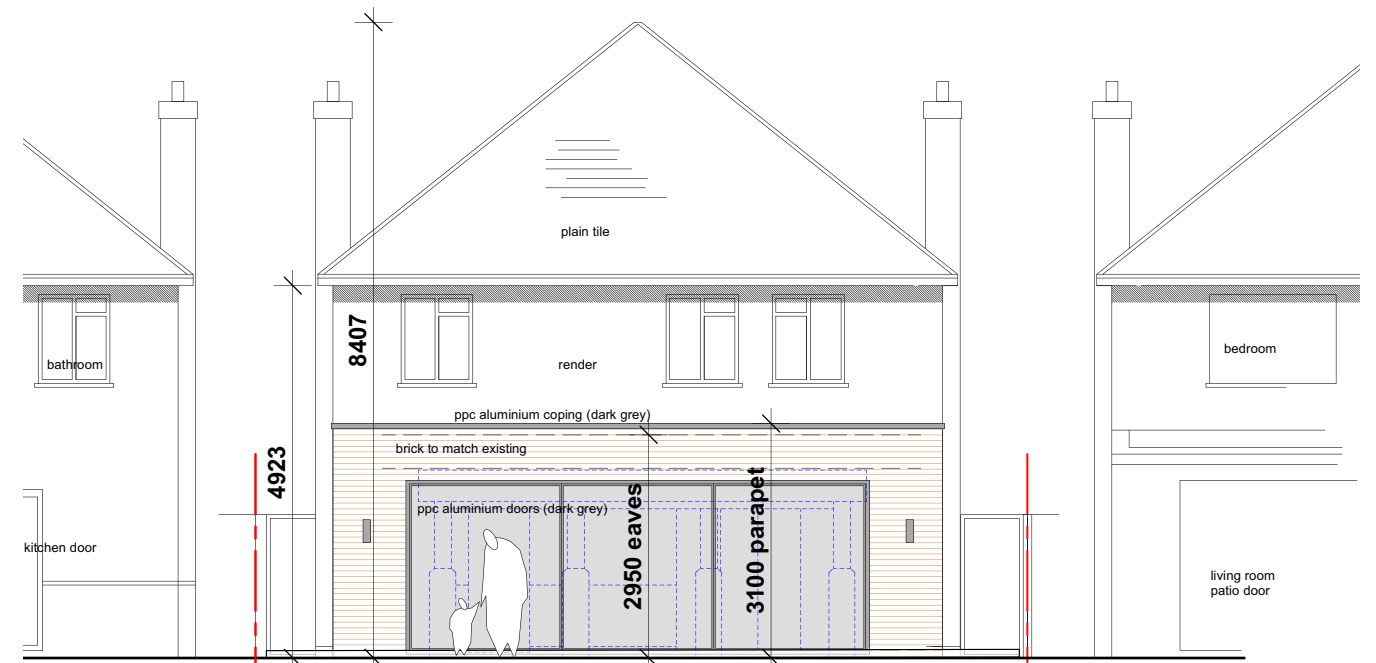 plain tile
8407
bathroom
render
bedroom
ppc aluminium coping (dark grey)
brick to match existing
4923
ppc aluminium doors (dark grey)
2950 eaves
3100 parapet
kitchen door
living room
patio door